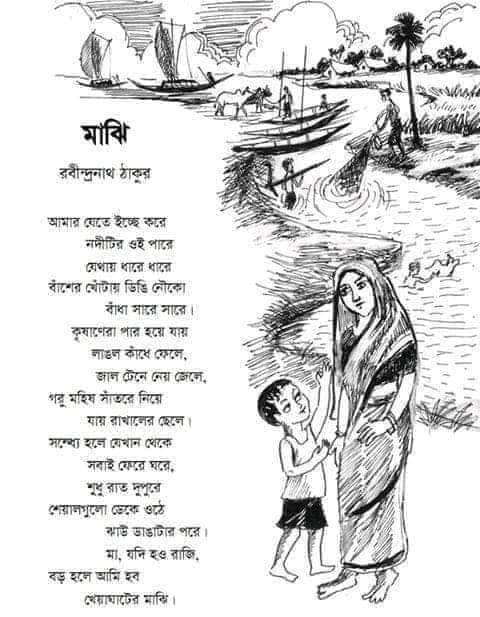 মাঝি
রবীন্দ্রনাথ ঠাকুর
আমার যেতে ইচ্ছে করে
নদীটির ওই পারে
যেথায় ধারে ধারে
বাঁশের খোঁটায় ডিঙি নৌকো
বাঁধা সারে সারে।
কৃষাণেরা পার হয়ে যায়
লাঙল কাঁধে ফেলে,
জাল টেনে নেয় জেলে,
গরু মহিষ সাঁতরে নিয়ে
যায় রাখালের ছেলে।
সন্ধ্যে হলে যেখান থেকে
সবাই ফেরে ঘরে,
শুধু রাত দুপুরে
শেয়ালগুলো ডেকে ওঠে
ঝাউ ডাঙাটার পরে।
মা, যদি হও রাজি,
বড় হলে আমি হব
খেয়াঘাটের মাঝি।